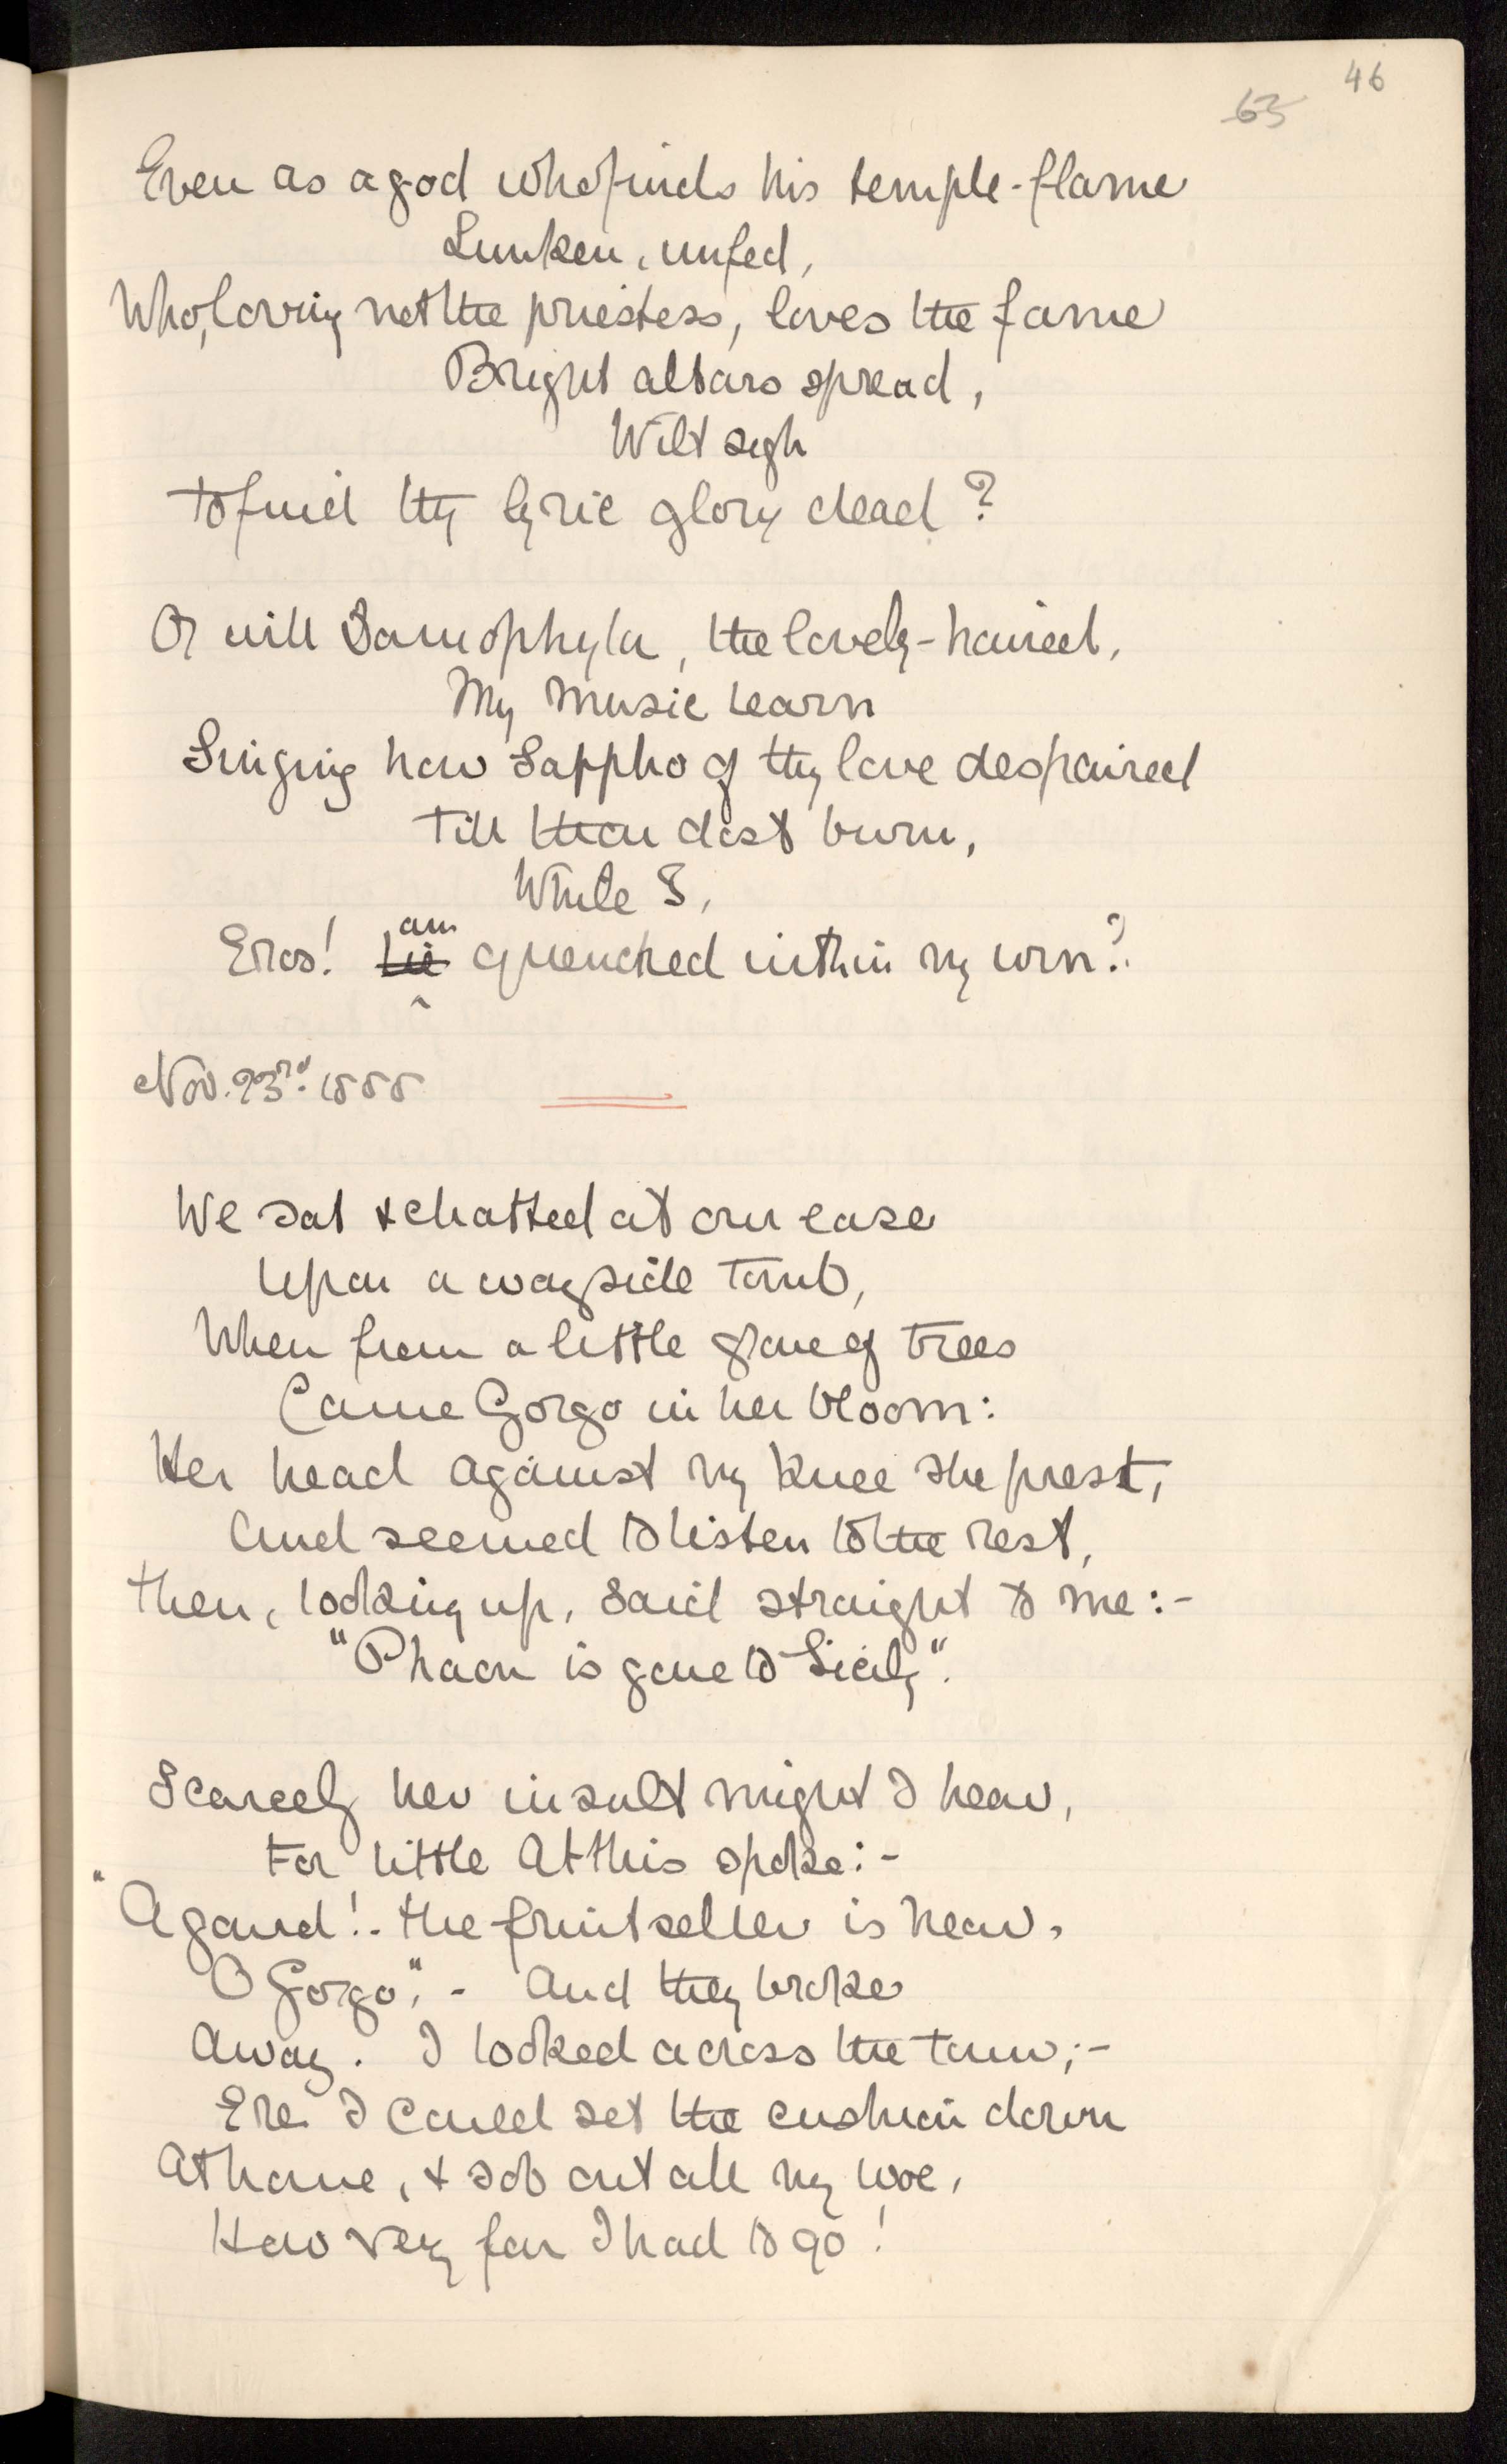 46
63
Even as a god who finds his temple-flame
Sunken, unfed,
Who, loving not the priestess, loves the fame
Bright altars spread,
Wilt sigh
To find thy lyric glory dead?
Or will Damophyla, the lovely-haired,
My music learn
Singing how Sappho of thy love despaired
Till thou dost burn,
While I,
am
Eros! Lie quenched within my urn?
^
Nov. 23rd. 1888
We sat & chatted at our ease
Upon a wayside tomb,
When from a little grove of trees
Came Gorgo in her bloom:
Her head against my knee she prest,
And seemed to listen to the rest,
Then, looking up, said straight to me:-
"Phaon is gone to Sicily".
Scarcely her insult might I hear,
For little Atthis spoke:-
"A gaud! - the fruitseller is near,
O Gorgo," - And they broke
Away. I looked across the town;-
Ere I could set the cushion down
At home, & sob out all my woe,
How very far I had to go!